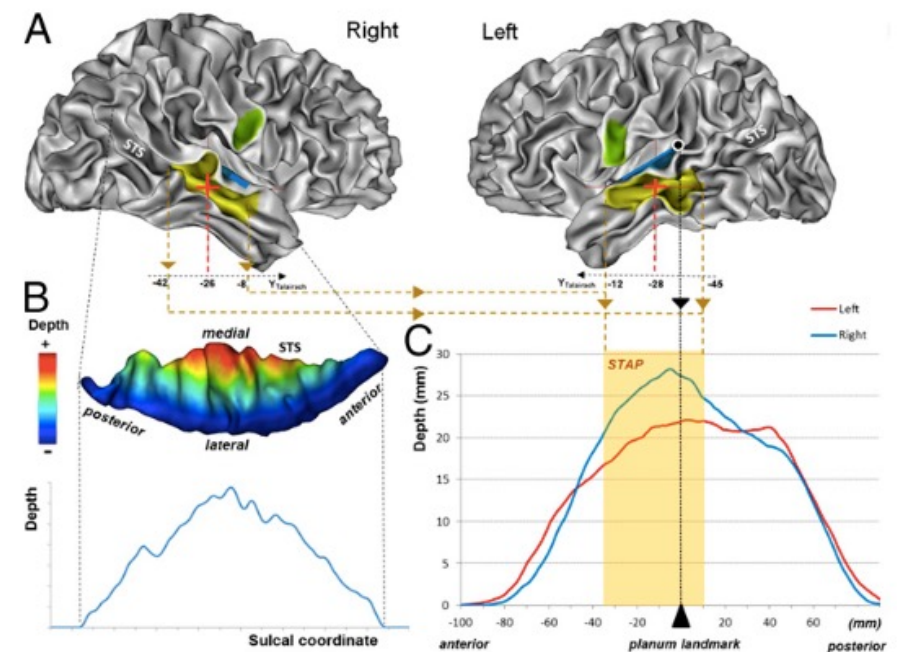 A
Right
Left
STS
STS
-42
-26
-8
YTalairach
YTalairach
-12
-28
-45
B
Depth
+
-
medial
STS
posterior
anterior
lateral
Depth
Sulcal coordinate
C
Left
Right
STAP
Depth (mm)
30
25
20
15
10
5
0
-100
-80
-60
-40
-20
0
20
40
60
(mm)
anterior
planum landmark
posterior